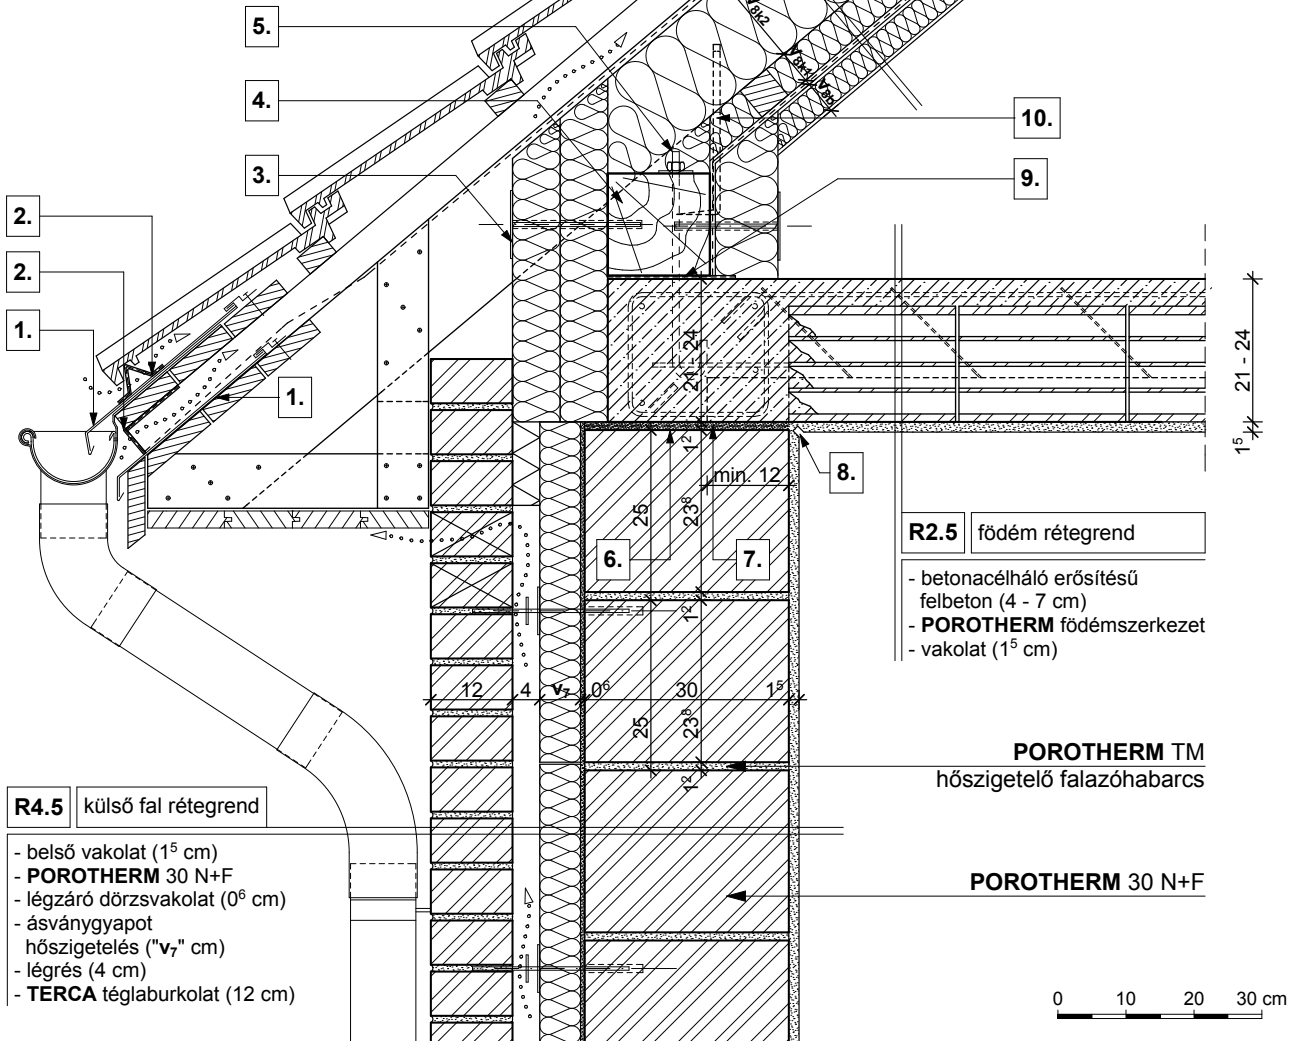 5.
4.
3.
2.
2.
1.
1.
10.
9.
8.
6.
7.
v8k2
v8k1
v8b
21 - 24
21 - 24
1⁵
1²
min. 12
25
23⁸
1²
12
4
v₇
0⁶
30
1⁵
25
23⁸
1²
R2.5 födém rétegrend
- betonacélháló erősítésű
felbeton (4 - 7 cm)
- POROTHERM födémszerkezet
- vakolat (1⁵ cm)
POROTHERM TM
hőszigetelő falazóhabarcs
POROTHERM 30 N+F
R4.5 külső fal rétegrend
- belső vakolat (1⁵ cm)
- POROTHERM 30 N+F
- légzáró dörzsvakolat (0⁶ cm)
- ásványgyapot
hőszigetelés ("v₇" cm)
- légrés (4 cm)
- TERCA téglaburkolat (12 cm)
0 10 20 30 cm